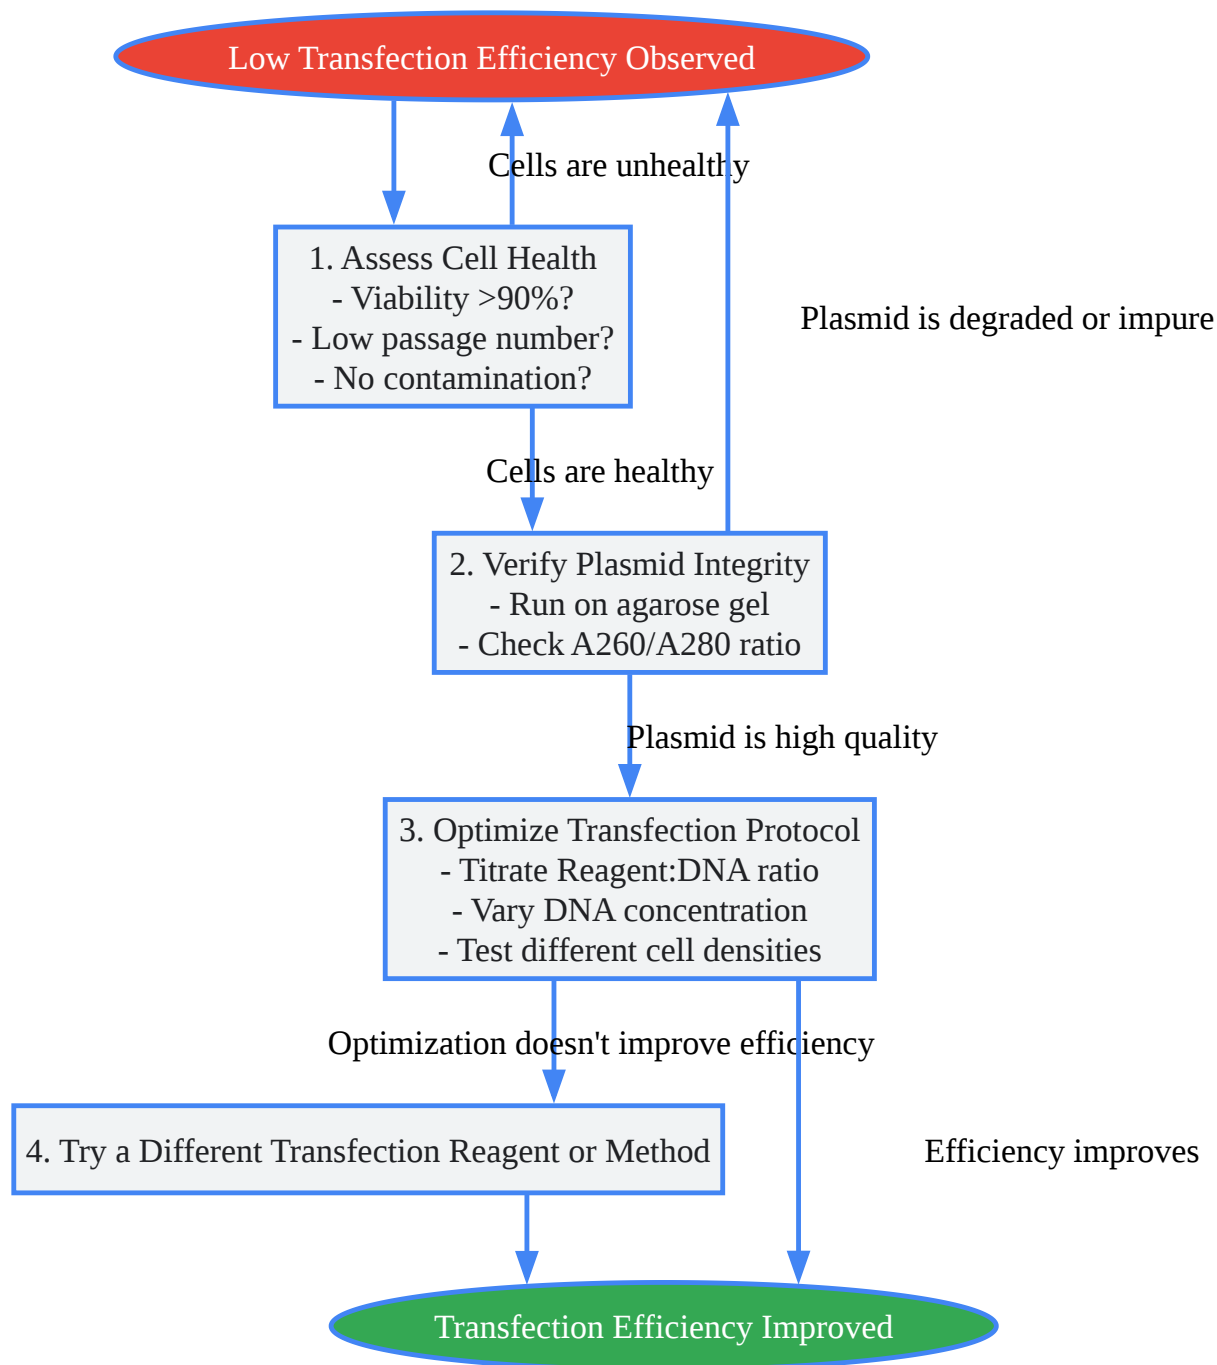 Low Transfection Efficiency Observed
Cells are unhealthy
1. Assess Cell Health
- Viability >90%?
- Low passage number?
- No contamination?
Plasmid is degraded or impure
Cells are healthy
2. Verify Plasmid Integrity
- Run on agarose gel
- Check A260/A280 ratio
Plasmid is high quality
3. Optimize Transfection Protocol
- Titrate Reagent:DNA ratio
- Vary DNA concentration
- Test different cell densities
Optimization doesn't improve efficiency
4. Try a Different Transfection Reagent or Method
Efficiency improves
Transfection Efficiency Improved